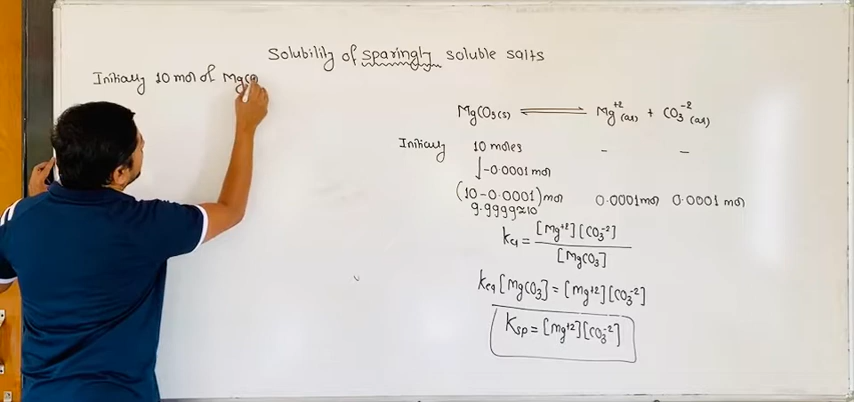 Solubility of sparingly soluble salts
Initially 10 mol of MgCO
MgCO3(s) ⇌ Mg+2(aq) + CO3-2(aq)
Initially 10 moles - -
↓-0.0001 mol
(10-0.0001) mol 0.0001 mol 0.0001 mol
9.9999≈10
keq = [Mg+2][CO3-2]
[MgCO3]
keq [MgCO3] = [Mg+2][CO3-2]
Ksp = [Mg+2][CO3-2]